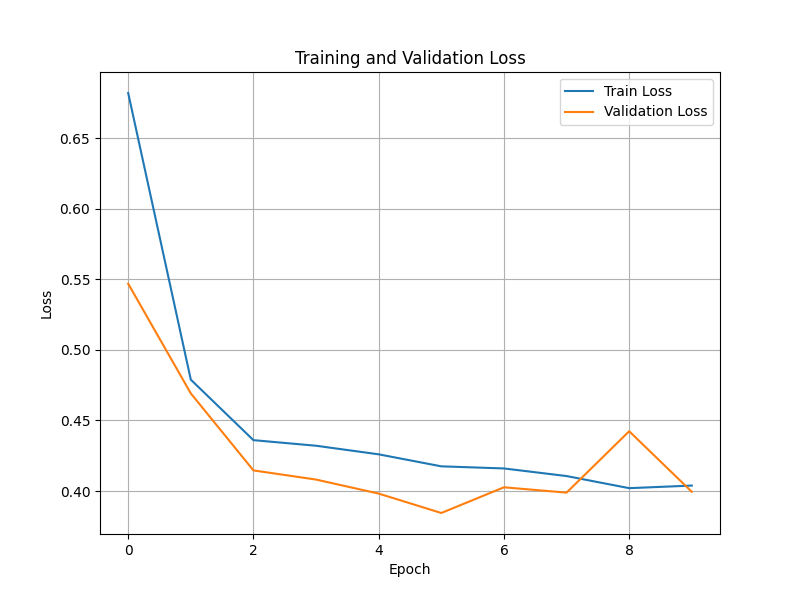 Training and Validation Loss
Train Loss
Validation Loss
0.65
0.60
0.55
0.50
0.45
0.40
Loss
0 2 4 6 8
Epoch